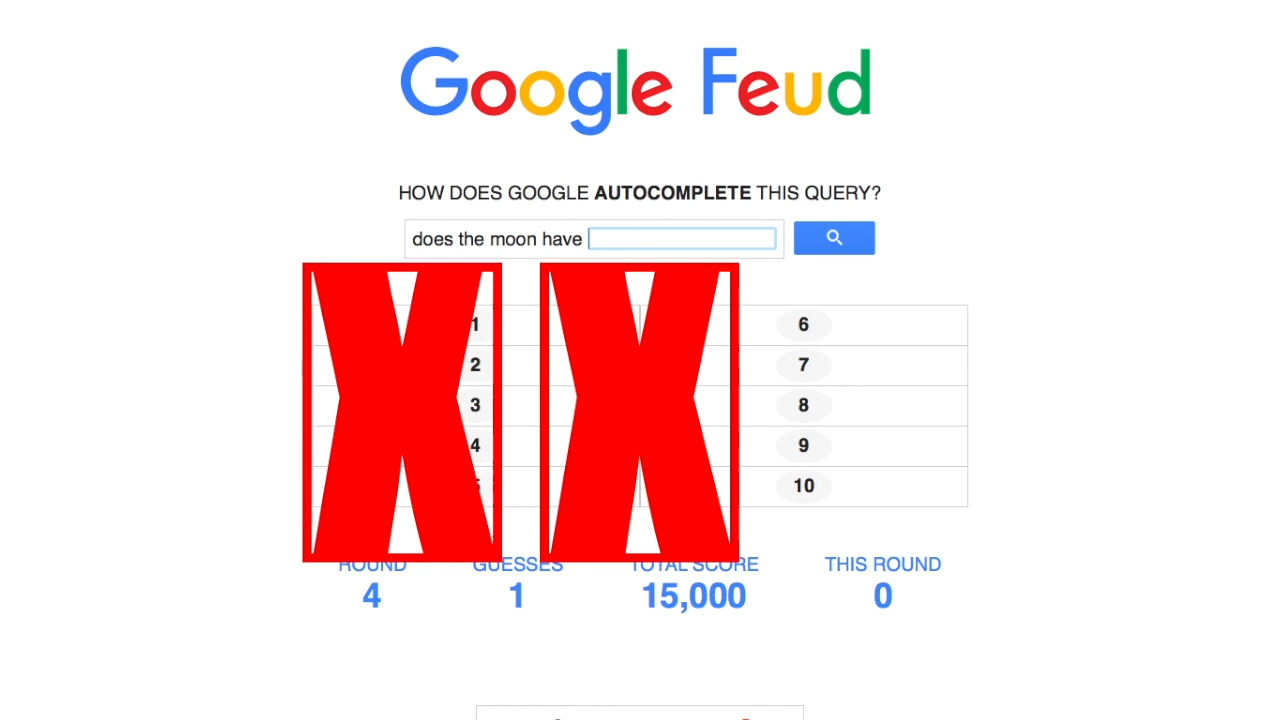 Google Feud
HOW DOES GOOGLE AUTOCOMPLETE THIS QUERY?
does the moon have
X X
1 6
2 7
3 8
4 9
5 10
ROUND GUESSES TOTAL SCORE THIS ROUND
4 1 15,000 0